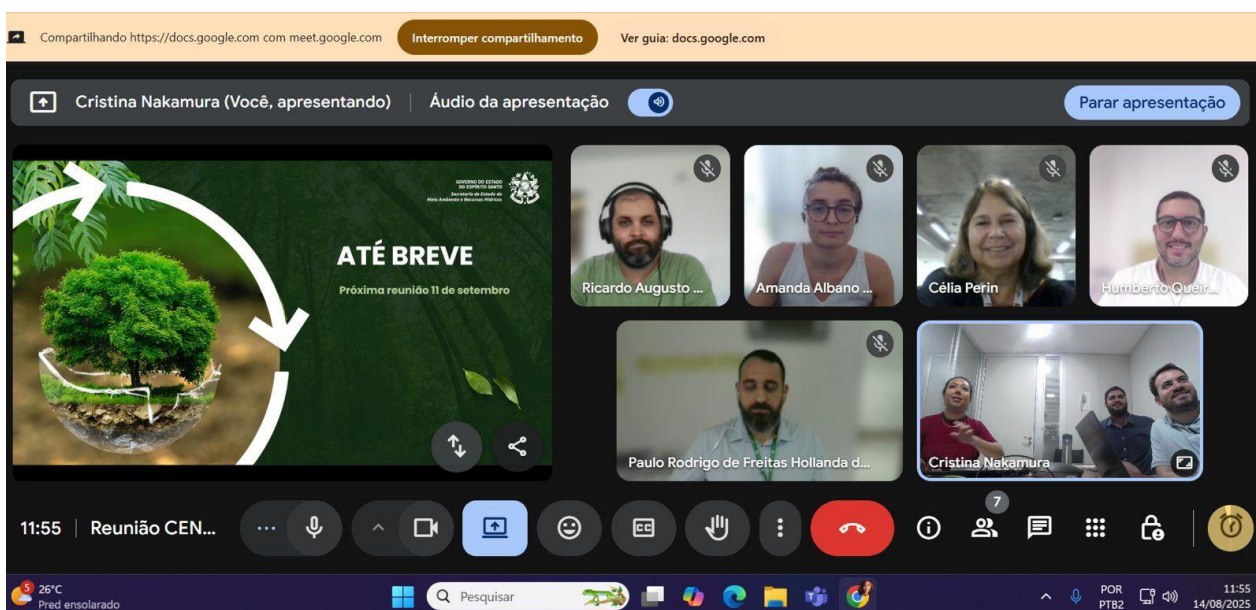 Compartilhando https://docs.google.com com meet.google.com
Interromper compartilhamento
Ver guia: docs.google.com
Cristina Nakamura (Você, apresentando)
Áudio da apresentação
Parar apresentação
GOVERNO DO ESTADO
DO ESPÍRITO SANTO
Secretaria de Estado do
Meio Ambiente e Recursos Hídricos
ATÉ BREVE
Próxima reunião 11 de setembro
Ricardo Augusto ...
Amanda Albano ...
Célia Perin
Humberto Queir...
Paulo Rodrigo de Freitas Hollanda d...
Cristina Nakamura
7
11:55
Reunião CEN...
CC
5
26°C
Pred ensolarado
Pesquisar
POR
PTB2
11:55
14/08/2025